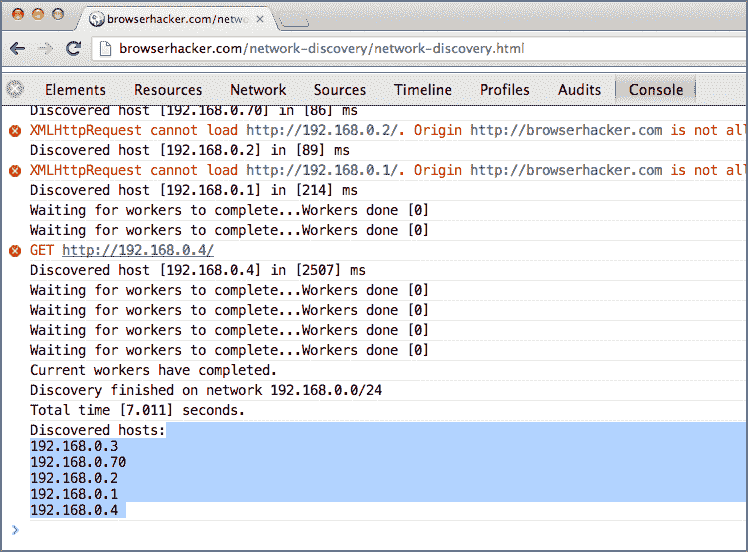 browserhacker.com/netwo
browserhacker.com/network-discovery/network-discovery.html
Elements Resources Network Sources Timeline Profiles Audits Console
Discovered host [192.168.0.70] in [86] ms
XMLHttpRequest cannot load http://192.168.0.2/. Origin http://browserhacker.com is not all
Discovered host [192.168.0.2] in [89] ms
XMLHttpRequest cannot load http://192.168.0.1/. Origin http://browserhacker.com is not all
Discovered host [192.168.0.1] in [214] ms
Waiting for workers to complete...Workers done [0]
Waiting for workers to complete...Workers done [0]
GET http://192.168.0.4/
Discovered host [192.168.0.4] in [2507] ms
Waiting for workers to complete...Workers done [0]
Waiting for workers to complete...Workers done [0]
Waiting for workers to complete...Workers done [0]
Waiting for workers to complete...Workers done [0]
Current workers have completed.
Discovery finished on network 192.168.0.0/24
Total time [7.011] seconds.
Discovered hosts:
192.168.0.3
192.168.0.70
192.168.0.2
192.168.0.1
192.168.0.4